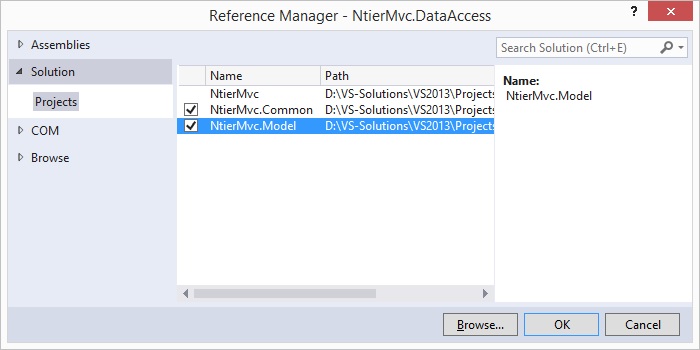 Reference Manager - NtierMvc.DataAccess
?
Assemblies
Solution
Projects
COM
Browse
Name Path
NtierMvc D:\VS-Solutions\VS2013\Projects
NtierMvc.Common D:\VS-Solutions\VS2013\Projects
NtierMvc.Model D:\VS-Solutions\VS2013\Projects
Search Solution (Ctrl+E)
Name:
NtierMvc.Model
Browse... OK Cancel